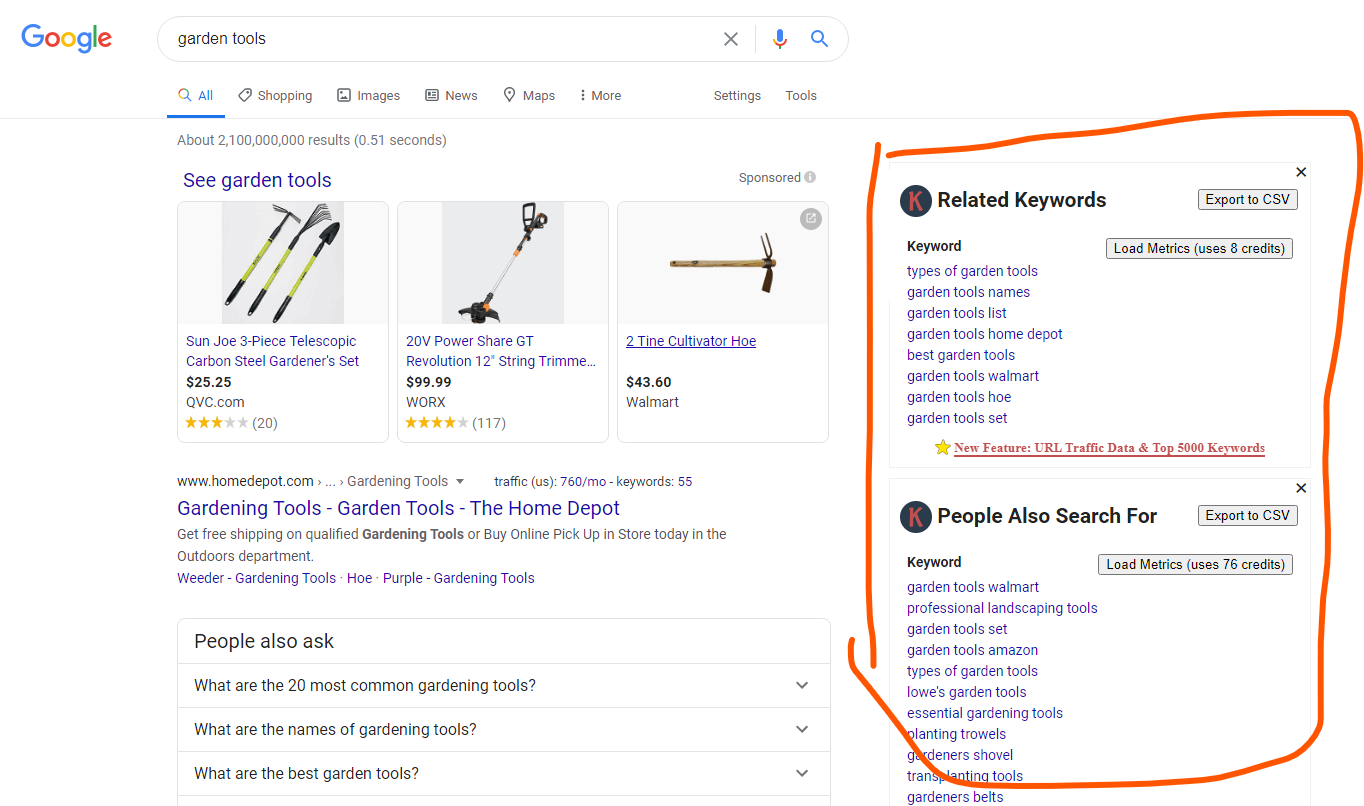 Google
garden tools
All Shopping Images News Maps More Settings Tools
About 2,100,000,000 results (0.51 seconds)
See garden tools
Sponsored
Sun Joe 3-Piece Telescopic
Carbon Steel Gardener's Set
$25.25
QVC.com
(20)
20V Power Share GT
Revolution 12" String Trimme...
$99.99
WORX
(117)
2 Tine Cultivator Hoe
$43.60
Walmart
www.homedepot.com › ... › Gardening Tools traffic (us): 760/mo - keywords: 55
Gardening Tools - Garden Tools - The Home Depot
Get free shipping on qualified Gardening Tools or Buy Online Pick Up in Store today in the
Outdoors department.
Weeder - Gardening Tools · Hoe · Purple - Gardening Tools
People also ask
What are the 20 most common gardening tools?
What are the names of gardening tools?
What are the best garden tools?
K Related Keywords
Export to CSV
Keyword
Load Metrics (uses 8 credits)
types of garden tools
garden tools names
garden tools list
garden tools home depot
best garden tools
garden tools walmart
garden tools hoe
garden tools set
New Feature: URL Traffic Data & Top 5000 Keywords
K People Also Search For
Export to CSV
Keyword
Load Metrics (uses 76 credits)
garden tools walmart
professional landscaping tools
garden tools set
garden tools amazon
types of garden tools
lowe's garden tools
essential gardening tools
planting trowels
gardeners shovel
transplanting tools
gardeners belts